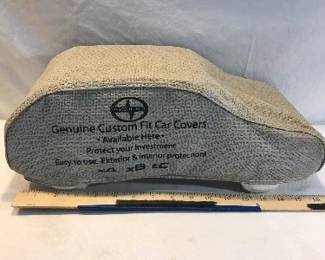 Genuine Custom Fit Car Covers
• Available Here •
Protect your Investment
Easy to use, Exterior & interior protection!
xA xB tC